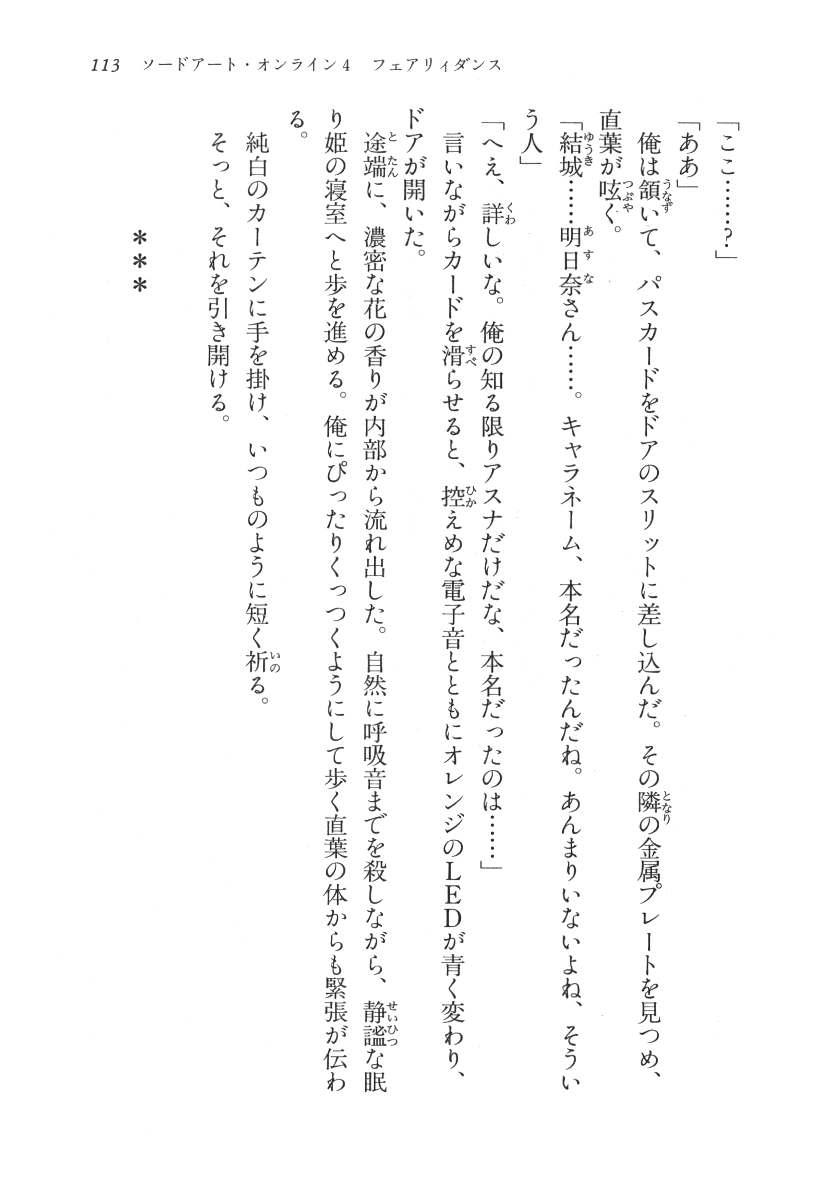 113 ソードアート・オンライン4 フェアリィダンス
「ここ……?」
「ああ」
俺は頷いて、パスカードをドアのスリットに差し込んだ。その隣の金属プレートを見つめ、
直葉が呟く。
「結城……明日奈さん……。キャラネーム、本名だったんだね。あんまりいないよね、そうい
う人」
「へえ、詳しいな。俺の知る限りアスナだけだな、本名だったのは……」
言いながらカードを滑らせると、控えめな電子音とともにオレンジのLEDが青く変わり、
ドアが開いた。
途端に、濃密な花の香りが内部から流れ出した。自然に呼吸音までを殺しながら、静謐な眠
り姫の寝室へと歩を進める。俺にぴったりくっつくようにして歩く直葉の体からも緊張が伝わ
る。
純白のカーテンに手を掛け、いつものように短く祈る。
そっと、それを引き開ける。
***